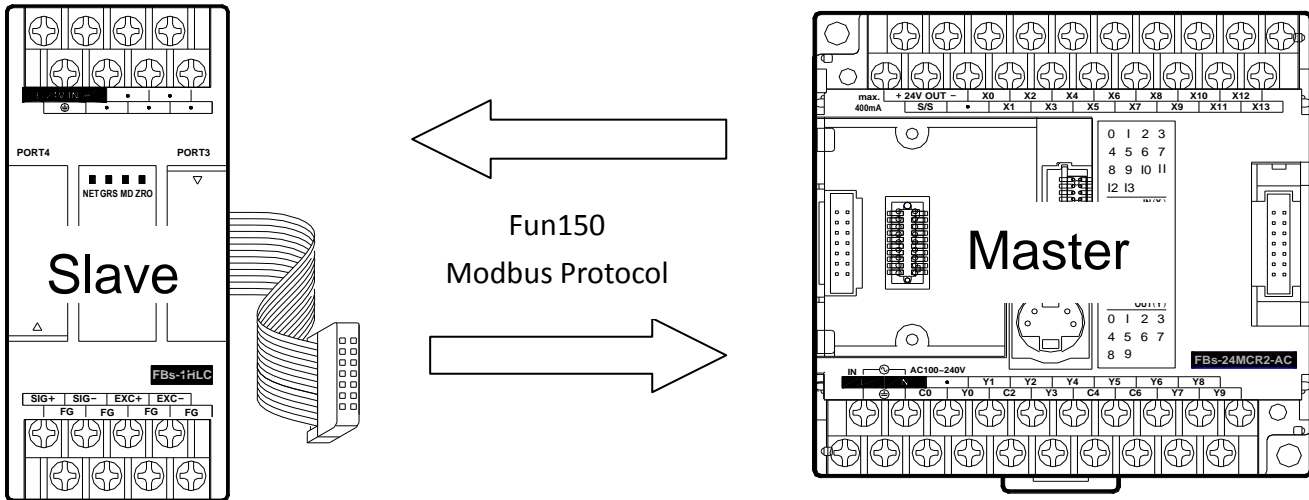 24V IN −
PORT4 PORT3
NET GRS MD ZRO
Slave
FBs-1HLC
SIG+ SIG− EXC+ EXC−
FG FG FG FG
Fun150
Modbus Protocol
max. + 24V OUT − X0 X2 X4 X6 X8 X10 X12
400mA S/S X1 X3 X5 X7 X9 X11 X13
0 1 2 3
4 5 6 7
8 9 10 11
12 13
IN(X)
Master
OUT(Y)
0 1 2 3
4 5 6 7
8 9
FBs-24MCR2-AC
IN AC100~240V
N Y1 Y2 Y4 Y5 Y6 Y8
C0 Y0 C2 Y3 C4 C6 Y7 Y9